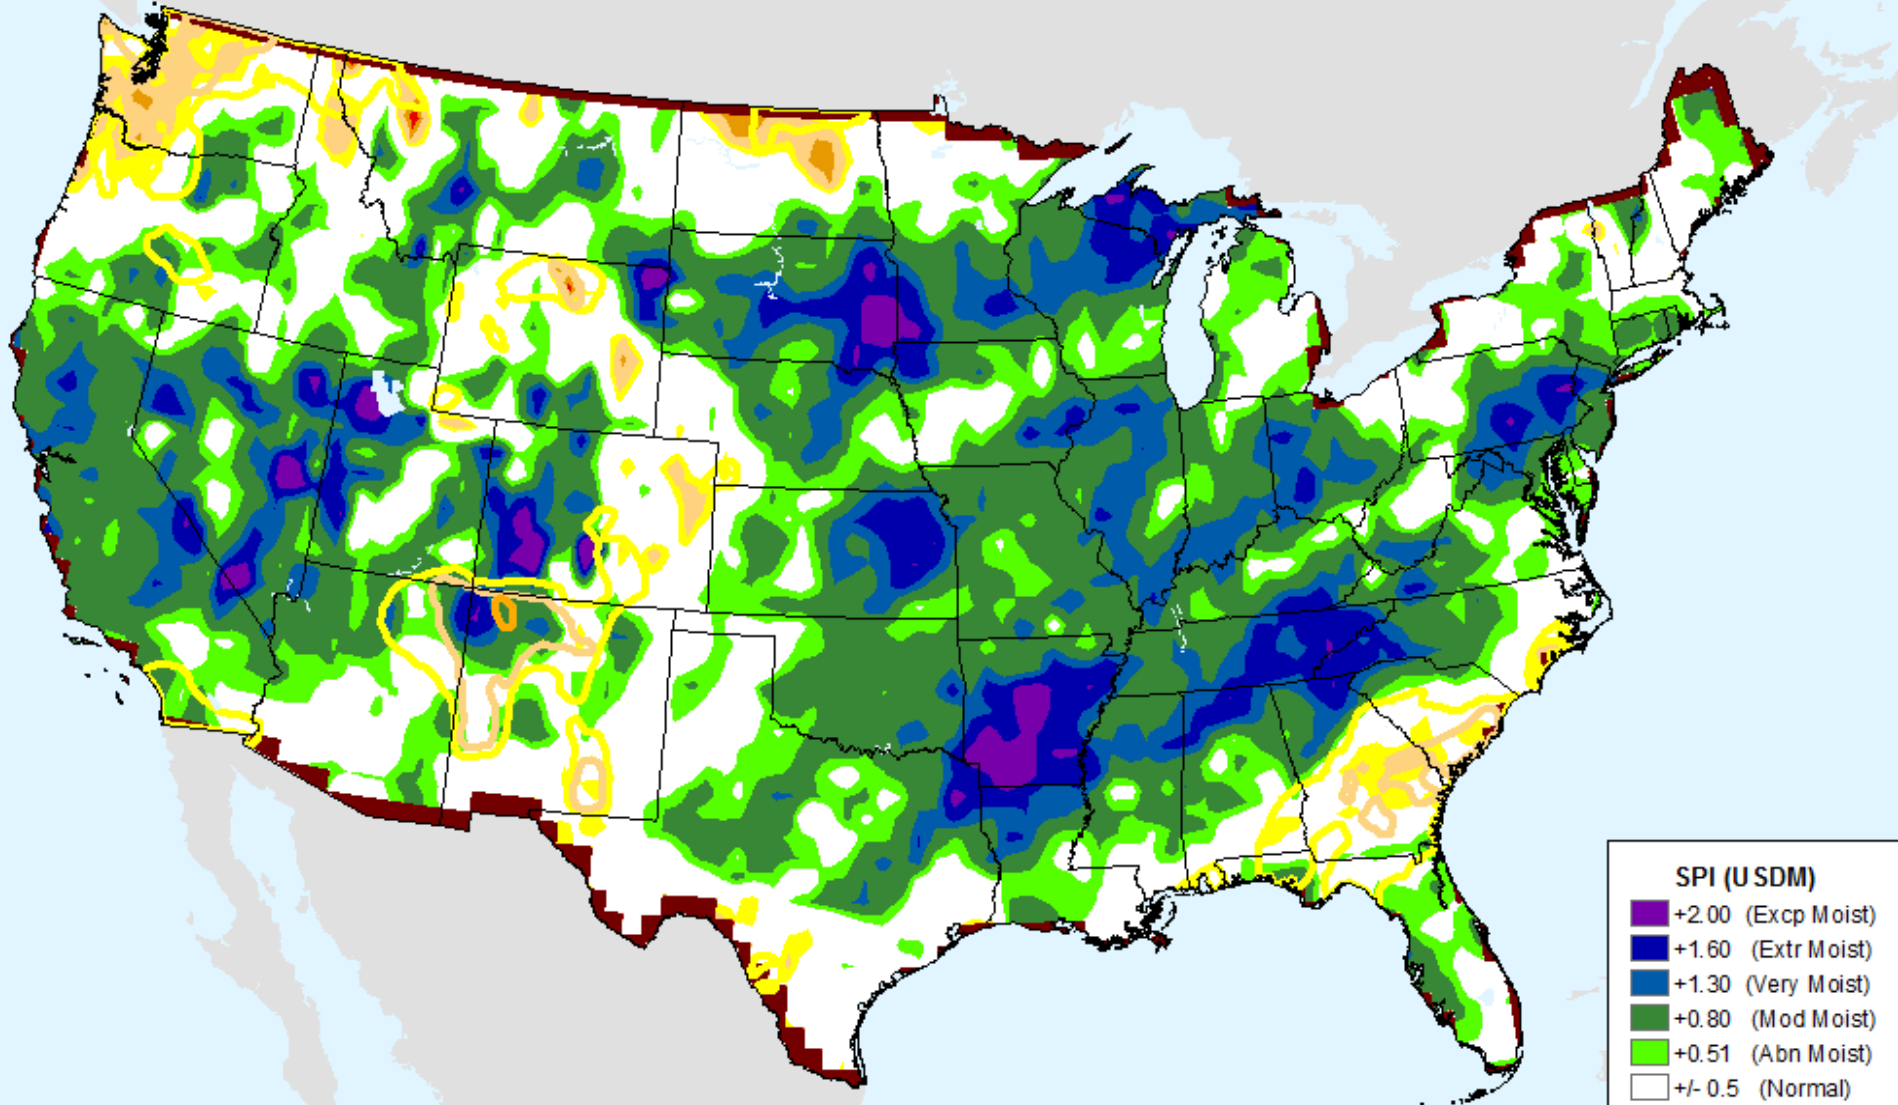 SPI (USDM)
+2.00 (Excp Moist)
+1.60 (Extr Moist)
+1.30 (Very Moist)
+0.80 (Mod Moist)
+0.51 (Abn Moist)
+/- 0.5 (Normal)